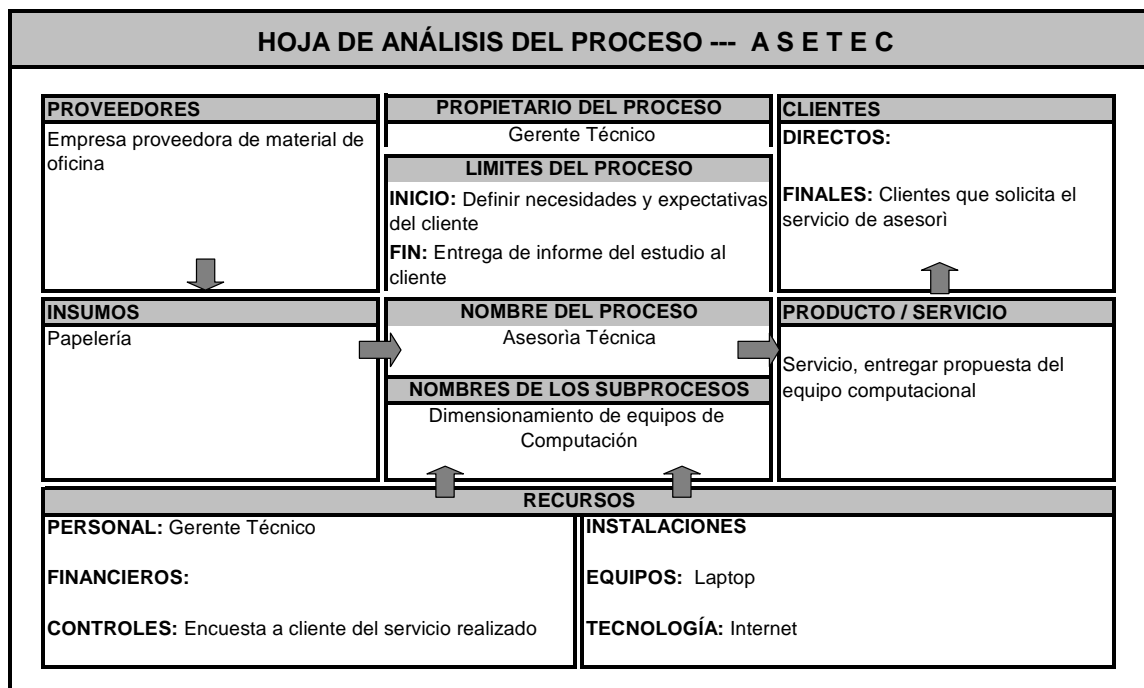 HOJA DE ANÁLISIS DEL PROCESO --- A S E T E C
PROVEEDORES
Empresa proveedora de material de
oficina
PROPIETARIO DEL PROCESO
Gerente Técnico
LIMITES DEL PROCESO
INICIO: Definir necesidades y expectativas
del cliente
FIN: Entrega de informe del estudio al
cliente
CLIENTES
DIRECTOS:
FINALES: Clientes que solicita el
servicio de asesorì
INSUMOS
Papelería
NOMBRE DEL PROCESO
Asesorìa Técnica
NOMBRES DE LOS SUBPROCESOS
Dimensionamiento de equipos de
Computación
PRODUCTO / SERVICIO
Servicio, entregar propuesta del
equipo computacional
RECURSOS
PERSONAL: Gerente Técnico
FINANCIEROS:
CONTROLES: Encuesta a cliente del servicio realizado
INSTALACIONES
EQUIPOS: Laptop
TECNOLOGÍA: Internet